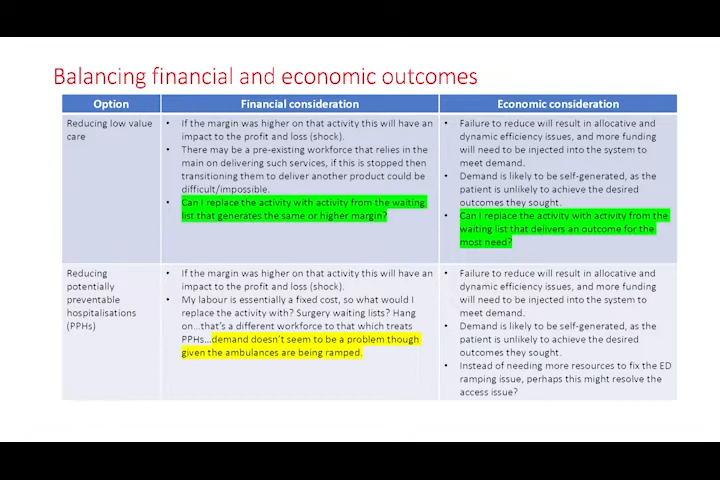 Balancing financial and economic outcomes
Option
Financial consideration
Economic consideration
Reducing low value
care
• If the margin was higher on that activity this will have an
impact to the profit and loss (shock).
• There may be a pre-existing workforce that relies in the
main on delivering such services, if this is stopped then
transitioning them to deliver another product could be
difficult/impossible.
• Can I replace the activity with activity from the waiting
list that generates the same or higher margin?
• Failure to reduce will result in allocative and
dynamic efficiency issues, and more funding
will need to be injected into the system to
meet demand.
• Demand is likely to be self-generated, as the
patient is unlikely to achieve the desired
outcomes they sought.
• Can I replace the activity with activity from the
waiting list that delivers an outcome for the
most need?
Reducing
potentially
preventable
hospitalisations
(PPHs)
• If the margin was higher on that activity this will have an
impact to the profit and loss (shock).
• My labour is essentially a fixed cost, so what would I
replace the activity with? Surgery waiting lists? Hang
on...that's a different workforce to that which treats
PPHs...demand doesn't seem to be a problem though
given the ambulances are being ramped.
• Failure to reduce will result in allocative and
dynamic efficiency issues, and more funding
will need to be injected into the system to
meet demand.
• Demand is likely to be self-generated, as the
patient is unlikely to achieve the desired
outcomes they sought.
• Instead of needing more resources to fix the ED
ramping issue, perhaps this might resolve the
access issue?